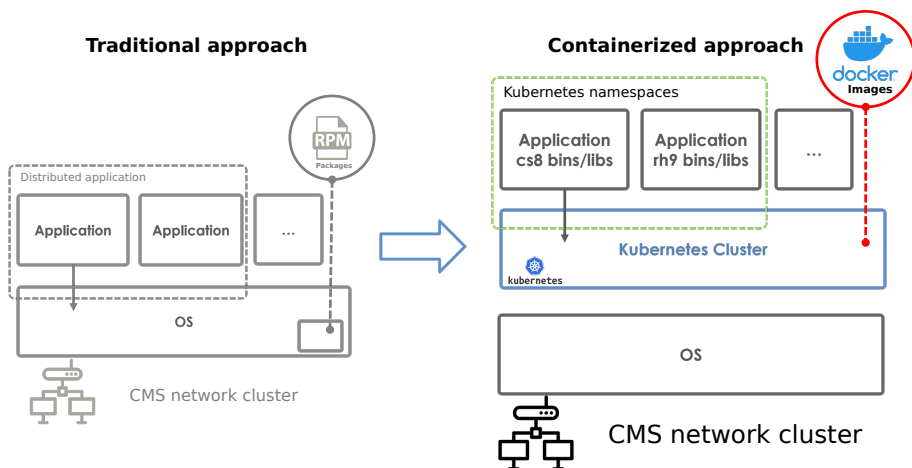 Traditional approach
RPM
Packages
Distributed application
Application
Application
...
OS
CMS network cluster
Containerized approach
docker
Images
Kubernetes namespaces
Application
cs8 bins/libs
Application
rh9 bins/libs
...
Kubernetes Cluster
kubernetes
OS
CMS network cluster